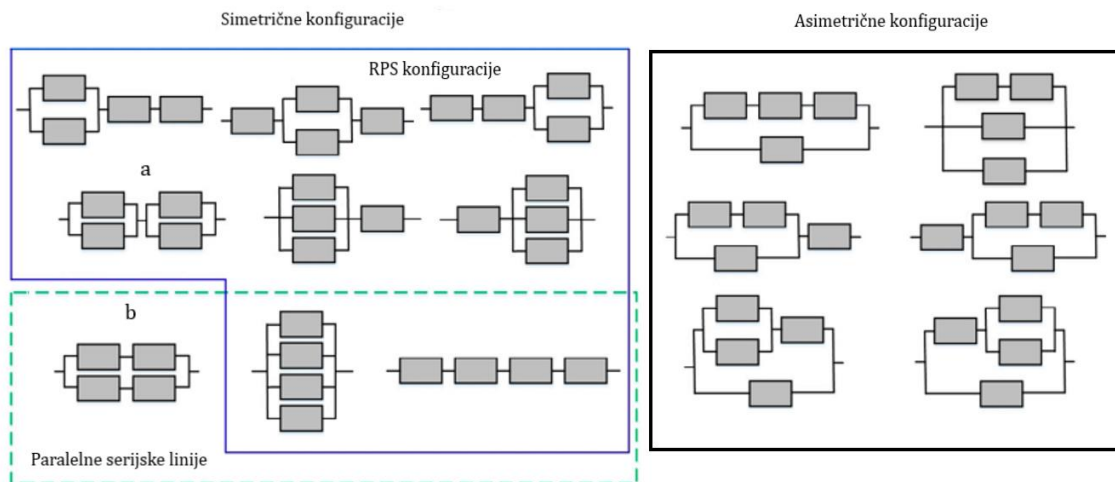 Simetrične konfiguracije
Asimetrične konfiguracije
RPS konfiguracije
a
b
Paralelne serijske linije